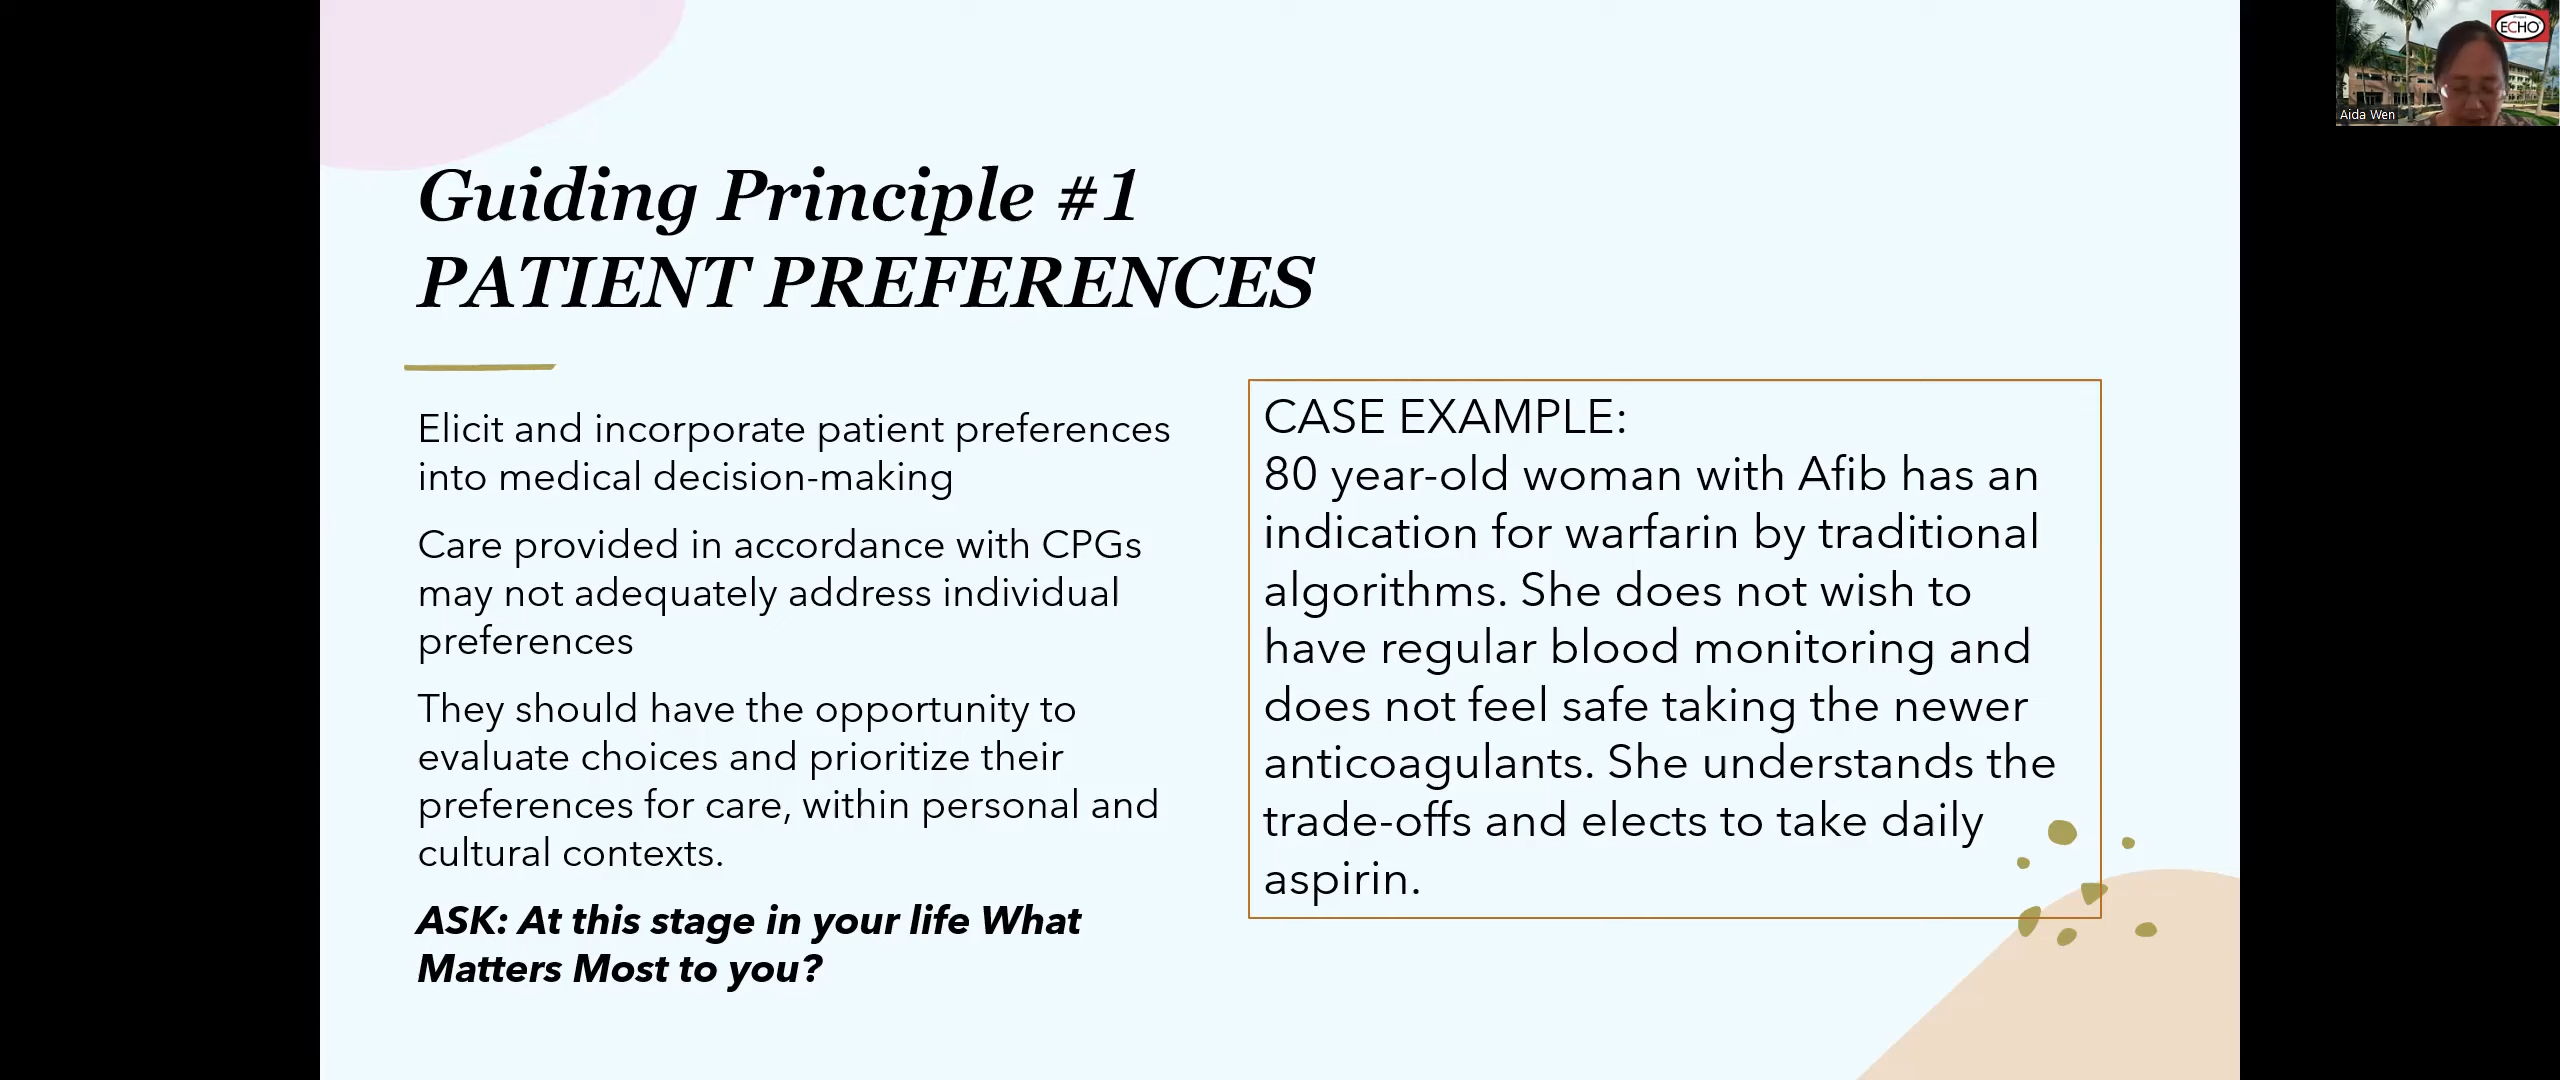 Guiding Principle #1
PATIENT PREFERENCES
Elicit and incorporate patient preferences
into medical decision-making
Care provided in accordance with CPGs
may not adequately address individual
preferences
They should have the opportunity to
evaluate choices and prioritize their
preferences for care, within personal and
cultural contexts.
ASK: At this stage in your life What
Matters Most to you?
CASE EXAMPLE:
80 year-old woman with Afib has an
indication for warfarin by traditional
algorithms. She does not wish to
have regular blood monitoring and
does not feel safe taking the newer
anticoagulants. She understands the
trade-offs and elects to take daily
aspirin.
ECHO
Aida Wen